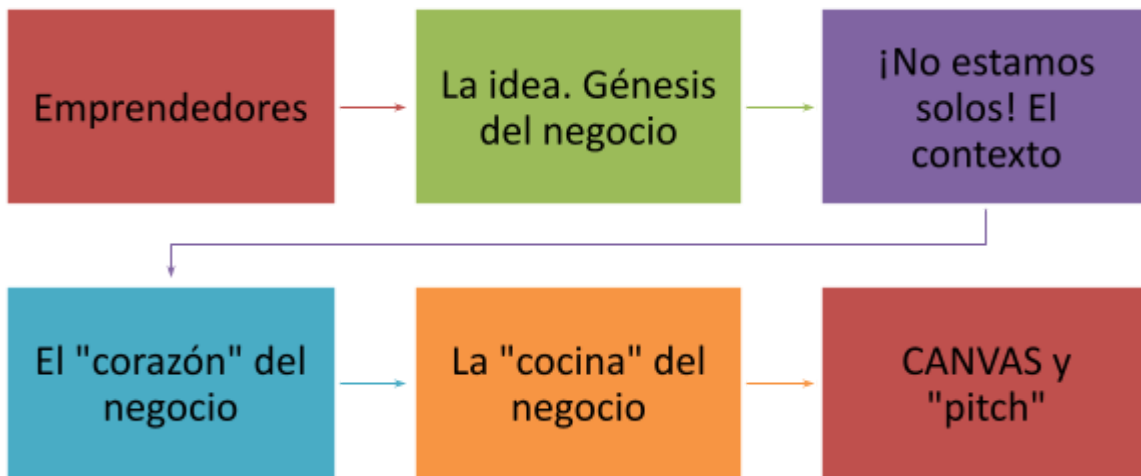 Emprendedores
La idea. Génesis
del negocio
¡No estamos
solos! El
contexto
El "corazón" del
negocio
La "cocina" del
negocio
CANVAS y
"pitch"